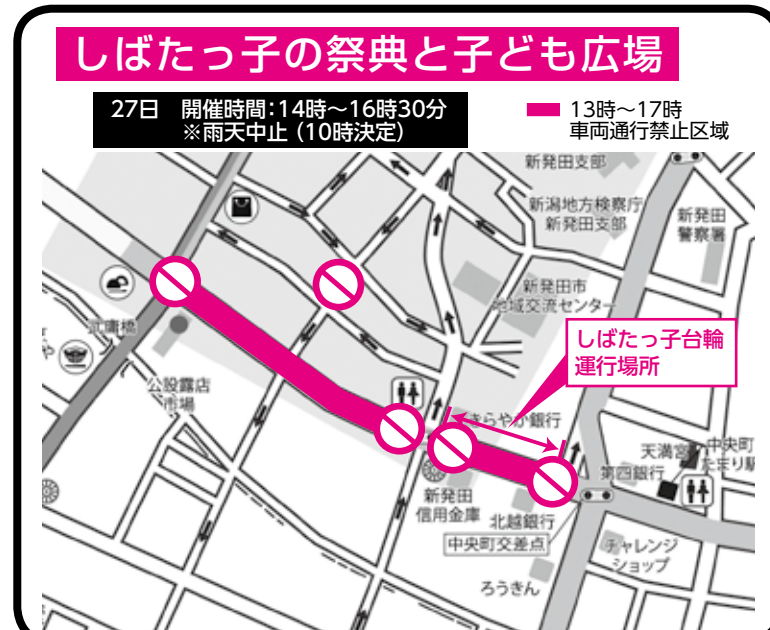 しばたっ子の祭典と子ども広場
27日　開催時間：14時〜16時30分
※雨天中止（10時決定）
13時〜17時
車両通行禁止区域
新発田支部
新潟地方検察庁
新発田支部
新発田
警察署
新発田市
地域交流センター
しばたっ子台輪
運行場所
公設露店
市場
きらやか銀行
天満宮
中央町
たまり駅
第四銀行
新発田
信用金庫
北越銀行
中央町交差点
チャレンジ
ショップ
ろうきん